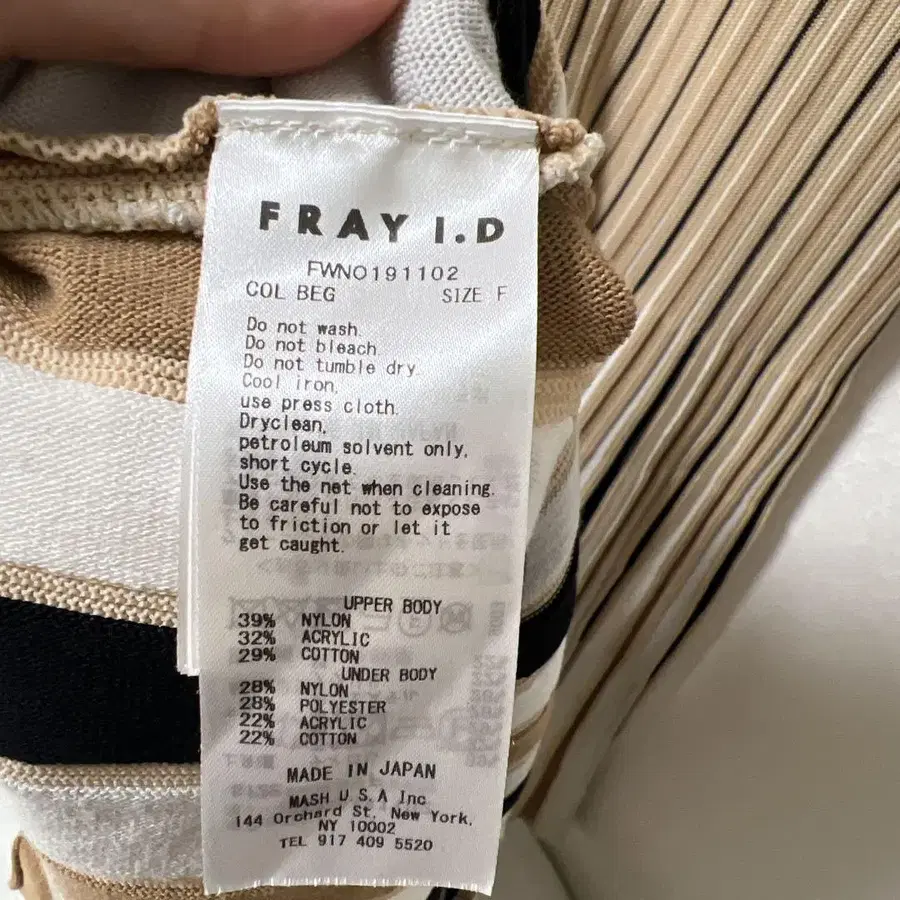 FRAY I.D
FWNO191102
COL BEG SIZE F
Do not wash.
Do not bleach
Do not tumble dry.
Cool iron,
use press cloth.
Dryclean,
petroleum solvent only,
short cycle.
Use the net when cleaning.
Be careful not to expose
to friction or let it
get caught.
UPPER BODY
39% NYLON
32% ACRYLIC
29% COTTON
UNDER BODY
28% NYLON
28% POLYESTER
22% ACRYLIC
22% COTTON
MADE IN JAPAN
MASH U.S.A Inc
144 Orchard St, New York,
NY 10002
TEL 917 409 5520